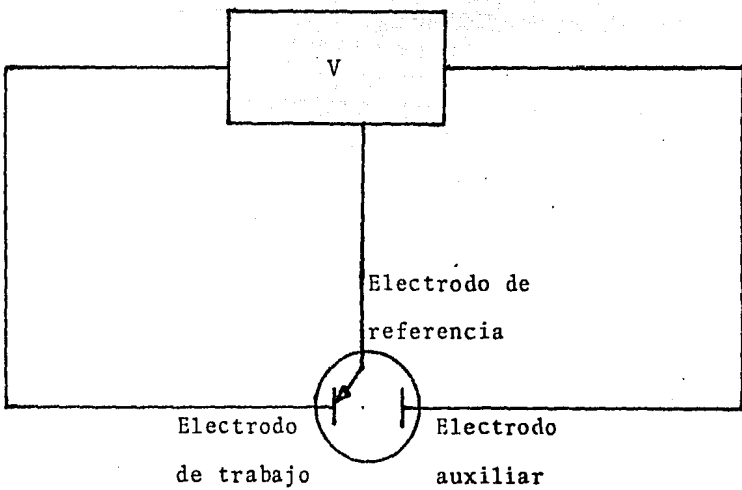 V
Electrodo de
referencia
Electrodo
de trabajo
Electrodo
auxiliar